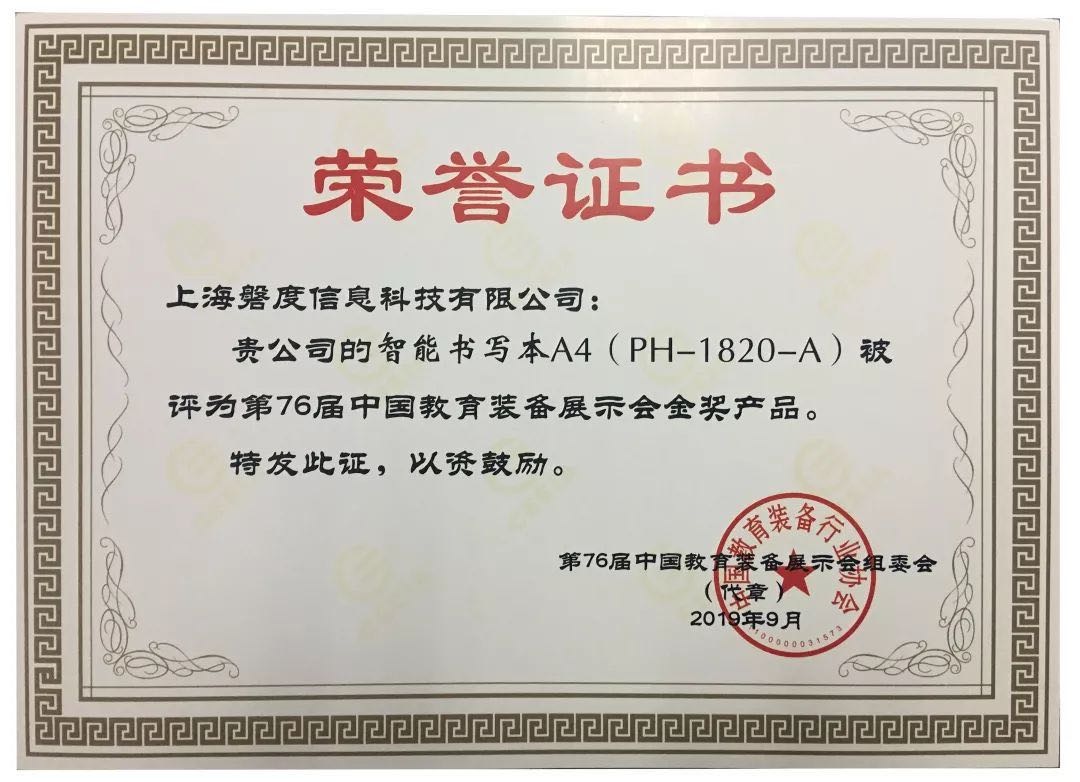 荣誉证书
上海磐度信息科技有限公司：
贵公司的智能书写本A4（PH-1820-A）被
评为第76届中国教育装备展示会金奖产品。
特发此证，以资鼓励。
中国教育装备行业协会
第76届中国教育装备展示会组委会
（代章）
2019年9月